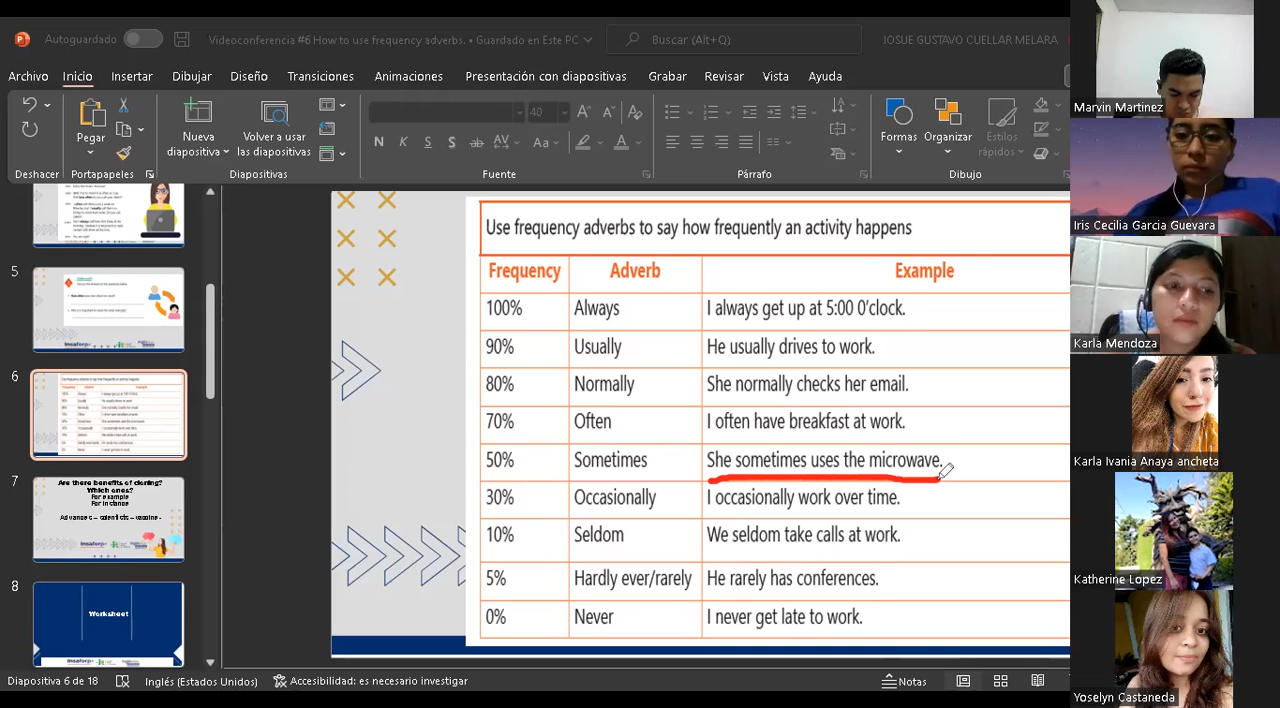 Autoguardado
Videoconferencia #6 How to use frequency adverbs. • Guardado en Este PC
Buscar (Alt+Q)
JOSUE GUSTAVO CUELLAR MELARA
Archivo Inicio Insertar Dibujar Diseño Transiciones Animaciones Presentación con diapositivas Grabar Revisar Vista Ayuda
Pegar
Nueva diapositiva
Volver a usar las diapositivas
40
Formas
Organizar
Estilos rápidos
Deshacer Portapapeles Diapositivas Fuente Párrafo Dibujo
5
6
7
Are there benefits of cloning?
Which ones?
For example
For instance
8
Worksheet
Use frequency adverbs to say how frequently an activity happens
Frequency Adverb Example
100% Always I always get up at 5:00 O'clock.
90% Usually He usually drives to work.
80% Normally She normally checks her email.
70% Often I often have breakfast at work.
50% Sometimes She sometimes uses the microwave.
30% Occasionally I occasionally work over time.
10% Seldom We seldom take calls at work.
5% Hardly ever/rarely He rarely has conferences.
0% Never I never get late to work.
Diapositiva 6 de 18 Inglés (Estados Unidos) Accesibilidad: es necesario investigar Notas
Marvin Martinez
Iris Cecilia Garcia Guevara
Karla Mendoza
Karla Ivania Anaya ancheta
Katherine Lopez
Yoselyn Castaneda